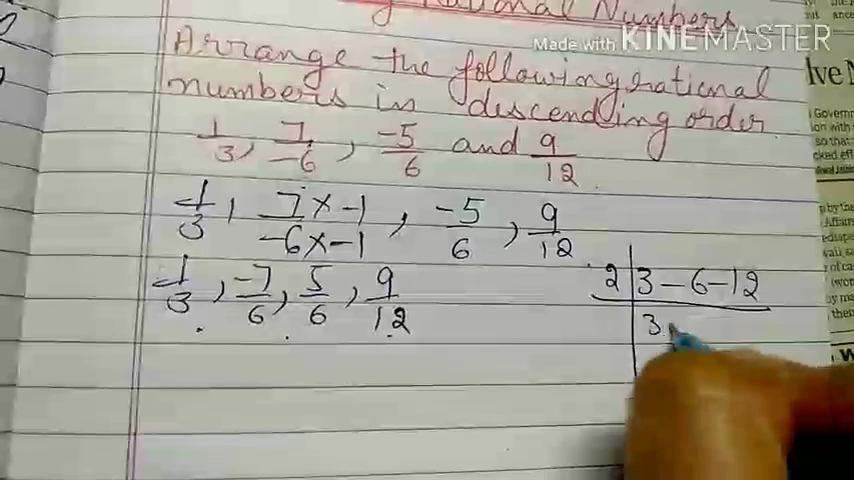 Rational Numbers
Made with KINEMASTER
Arrange the following rational
numbers in descending order
1/3, 7/-6, -5/6 and 9/12
1/3, 7×-1/-6×-1, -5/6, 9/12
1/3, -7/6, 5/6, 9/12
2 | 3-6-12
3